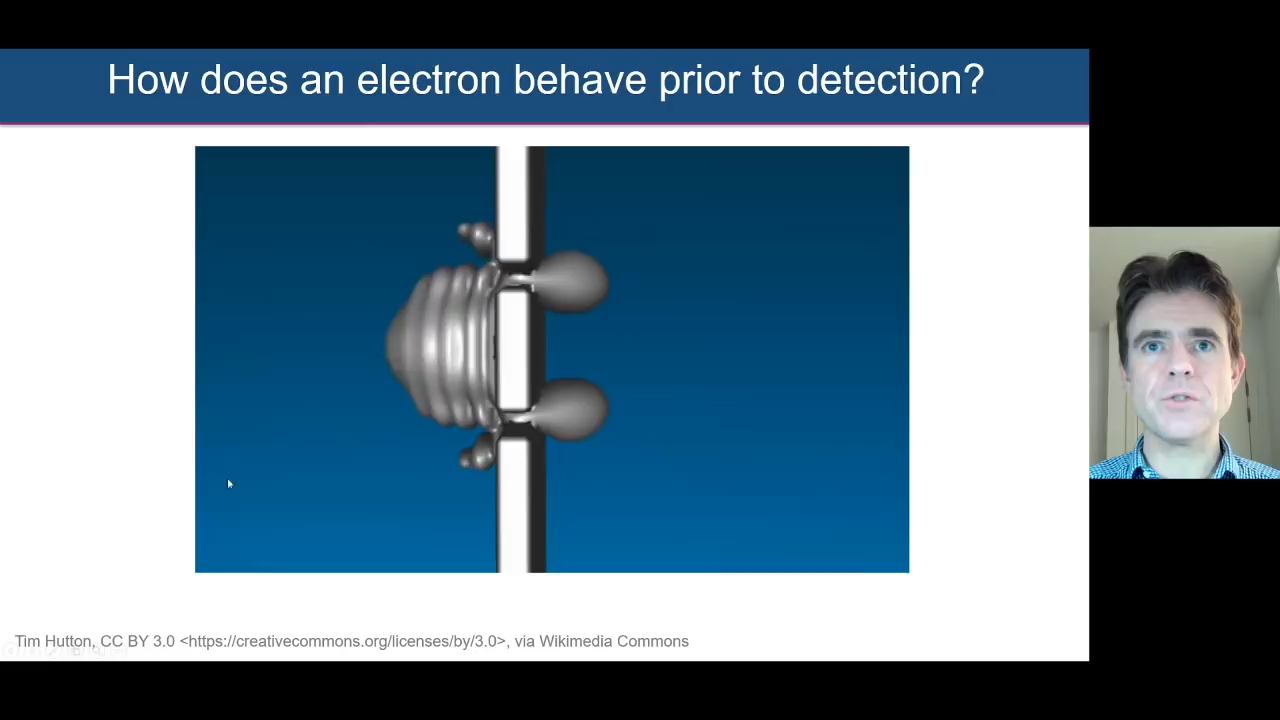 How does an electron behave prior to detection?
Tim Hutton, CC BY 3.0 <https://creativecommons.org/licenses/by/3.0>, via Wikimedia Commons